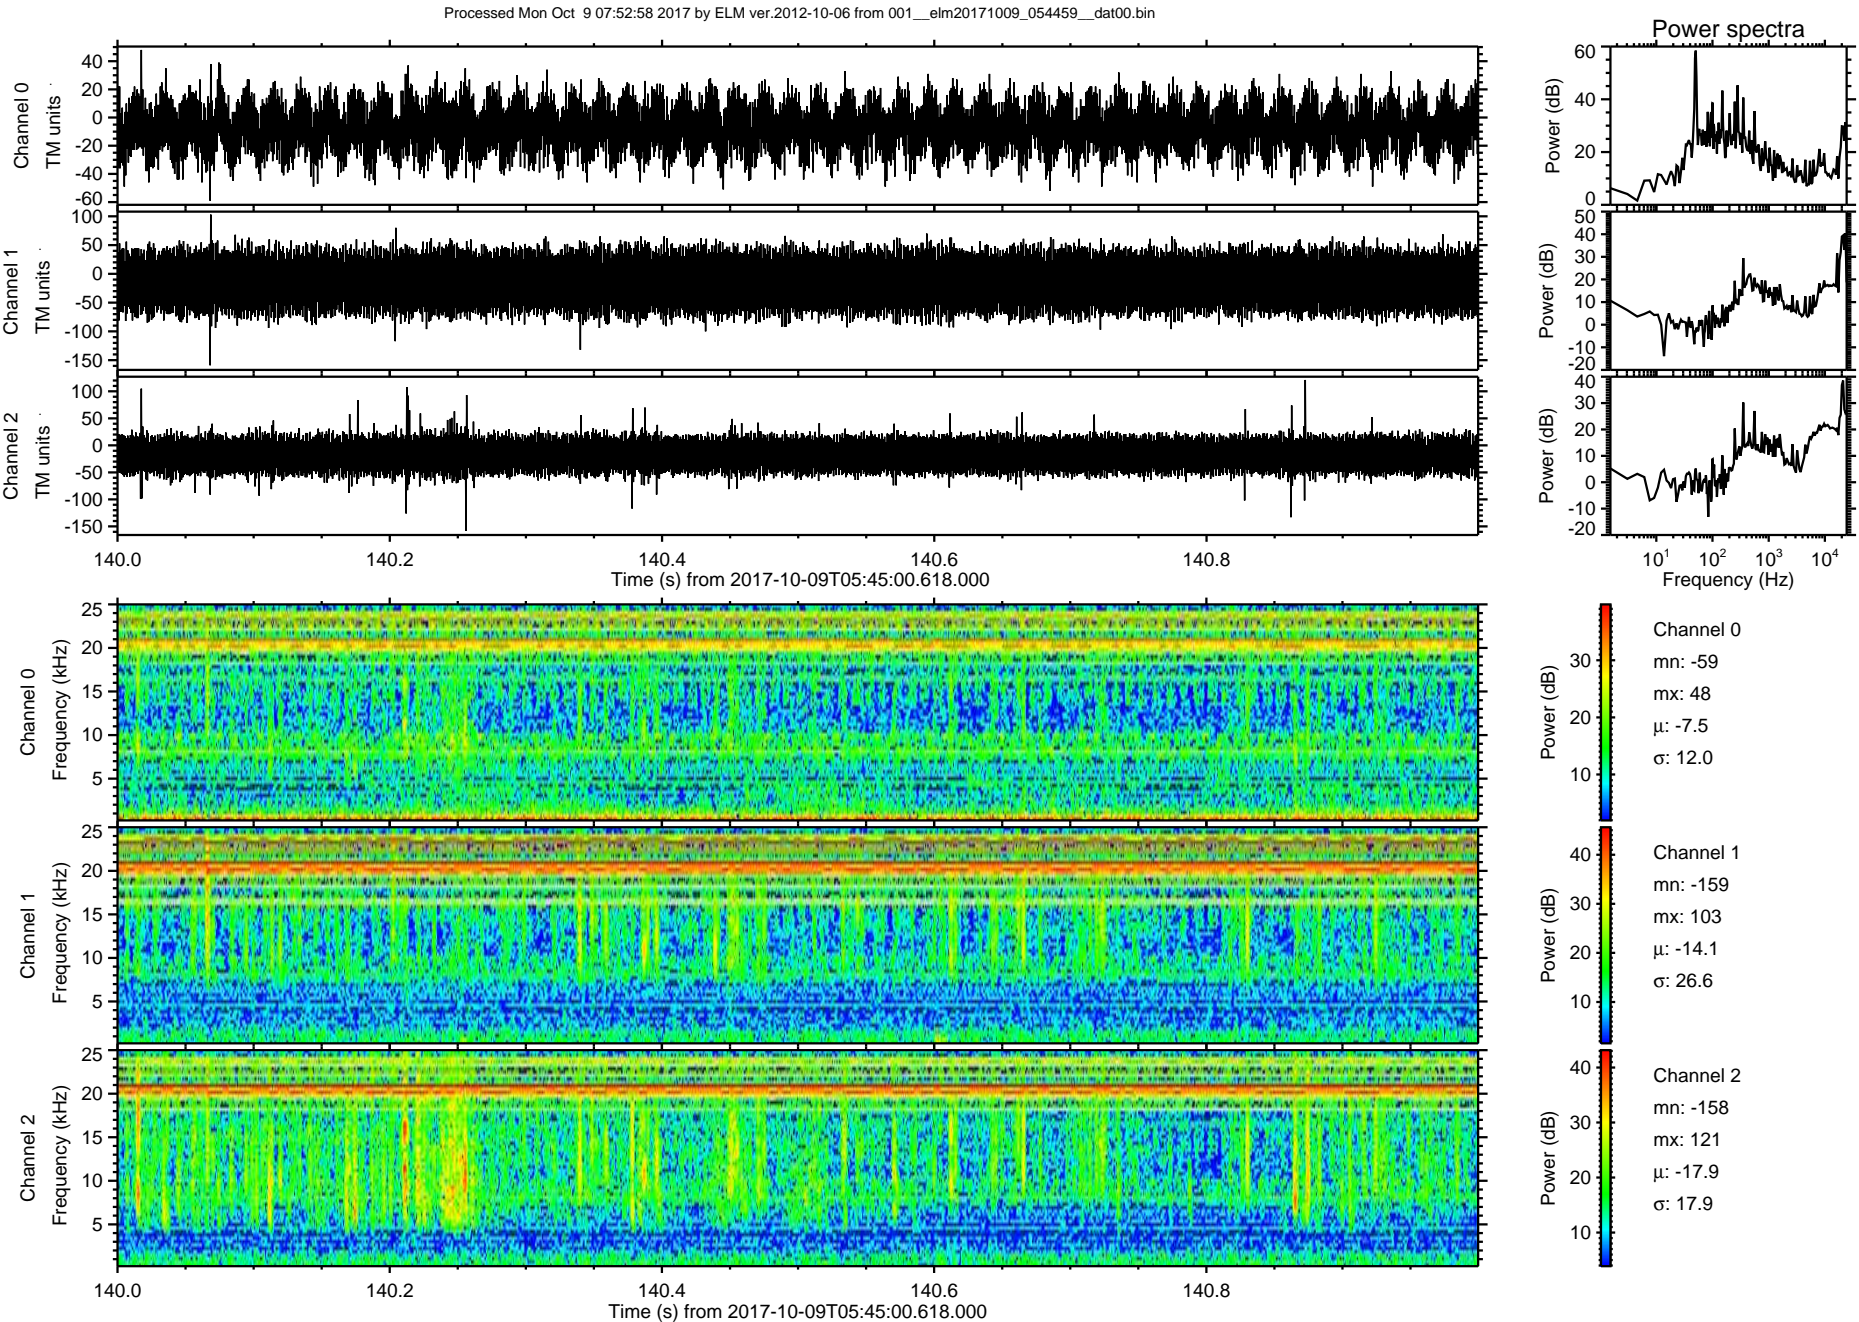 Processed Mon Oct  9 07:52:58 2017 by ELM ver.2012-10-06 from 001__elm20171009_054459__dat00.bin
Power spectra
Channel 0
TM units
40
20
0
-20
-40
-60
Power (dB)
60
40
20
0
Channel 1
TM units
100
50
0
-50
-100
-150
Power (dB)
50
40
30
20
10
0
-10
-20
Channel 2
TM units
100
50
0
-50
-100
-150
Power (dB)
40
30
20
10
0
-10
-20
140.0 140.2 140.4 140.6 140.8
Time (s) from 2017-10-09T05:45:00.618.000
10^1 10^2 10^3 10^4
Frequency (Hz)
Channel 0
Frequency (kHz)
25
20
15
10
5
Power (dB)
30
20
10
Channel 0
mn: -59
mx: 48
μ: -7.5
σ: 12.0
Channel 1
Frequency (kHz)
25
20
15
10
5
Power (dB)
40
30
20
10
Channel 1
mn: -159
mx: 103
μ: -14.1
σ: 26.6
Channel 2
Frequency (kHz)
25
20
15
10
5
Power (dB)
40
30
20
10
Channel 2
mn: -158
mx: 121
μ: -17.9
σ: 17.9
140.0 140.2 140.4 140.6 140.8
Time (s) from 2017-10-09T05:45:00.618.000